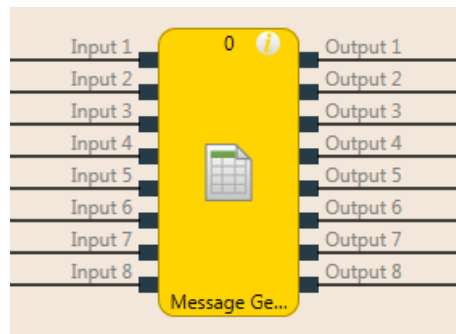 Input 1 0 i Output 1
Input 2 Output 2
Input 3 Output 3
Input 4 Output 4
Input 5 Output 5
Input 6 Output 6
Input 7 Output 7
Input 8 Output 8
Message Ge...